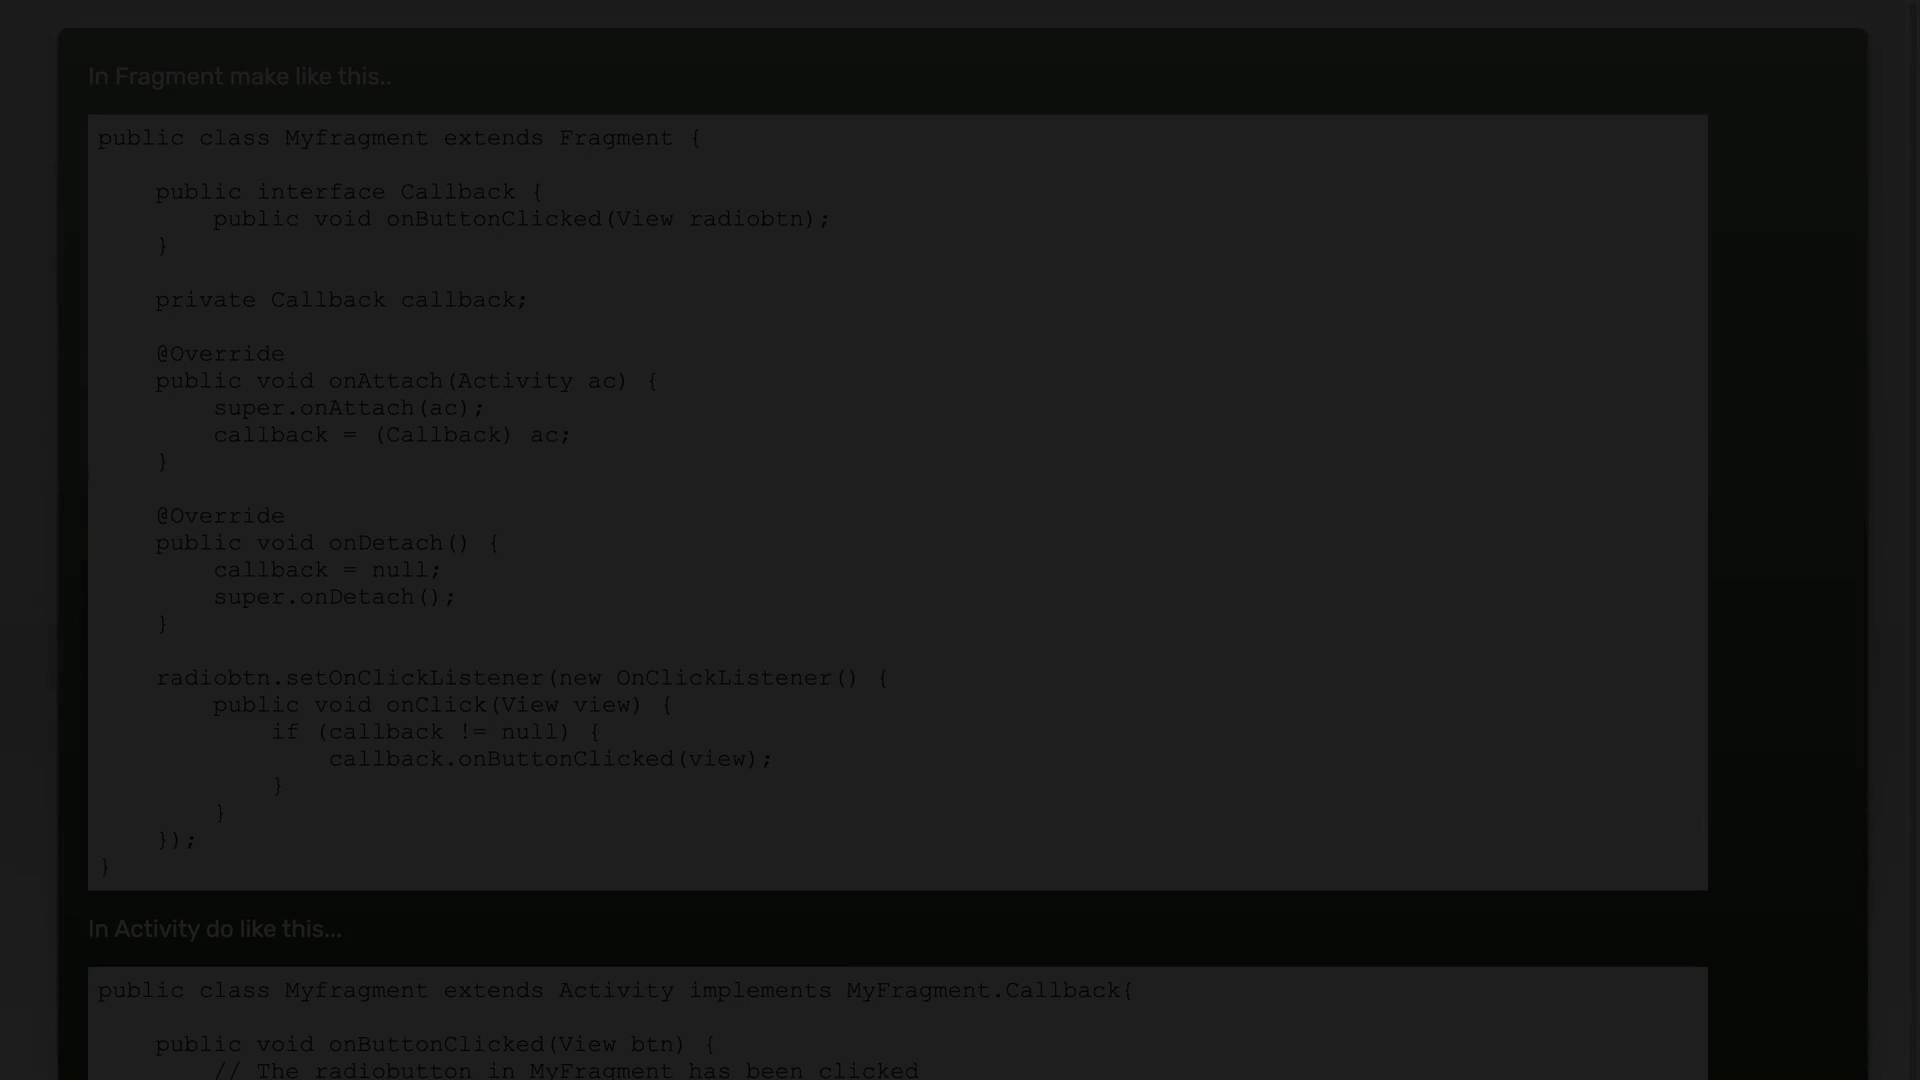 In Fragment make like this..
public class Myfragment extends Fragment {
public interface Callback {
public void onButtonClicked(View radiobtn);
}
private Callback callback;
@Override
public void onAttach(Activity ac) {
super.onAttach(ac);
callback = (Callback) ac;
}
@Override
public void onDetach() {
callback = null;
super.onDetach();
}
radiobtn.setOnClickListener(new OnClickListener() {
public void onClick(View view) {
if (callback != null) {
callback.onButtonClicked(view);
}
}
});
}
In Activity do like this...
public class Myfragment extends Activity implements MyFragment.Callback{
public void onButtonClicked(View btn) {
// The radiobutton in MyFragment has been clicked